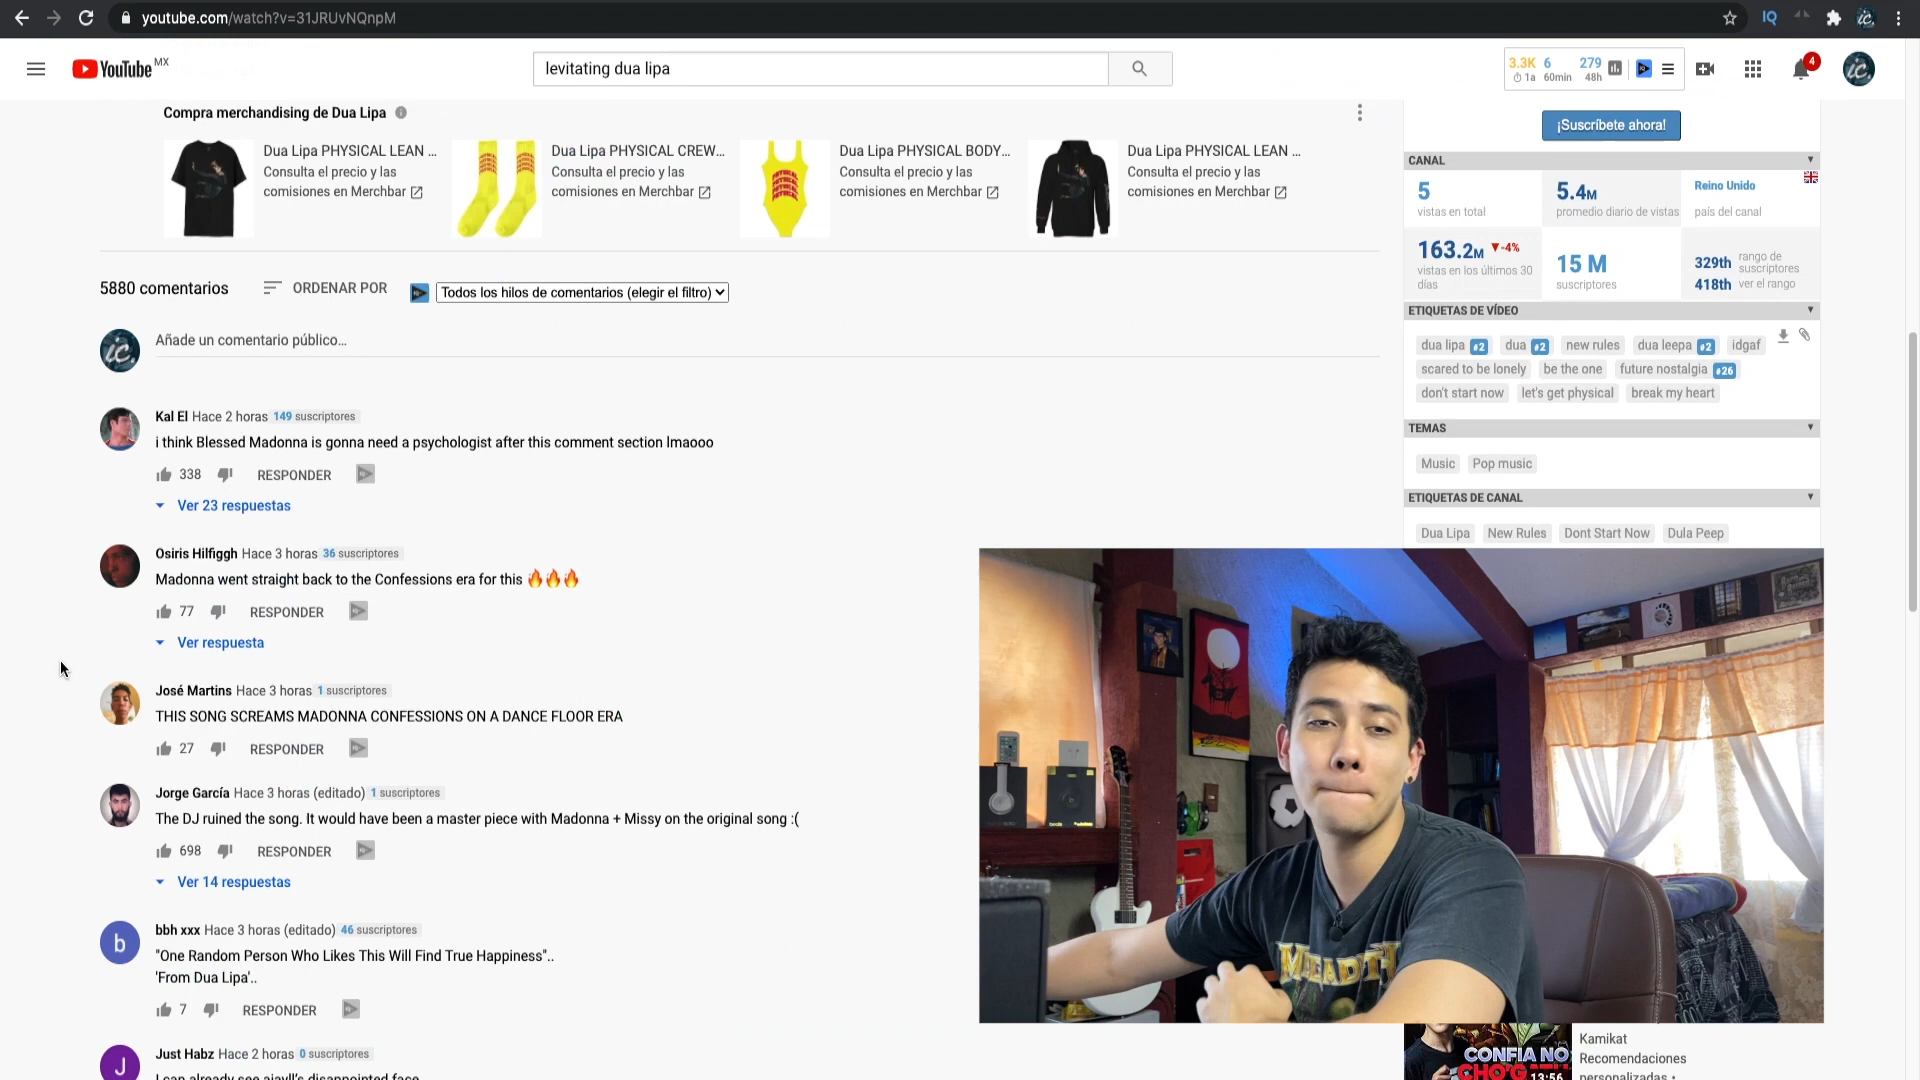 youtube.com/watch?v=31JRUvNQnpM
IQ
ic.
YouTube MX
levitating dua lipa
3.3K 6 279
1a 60min 48h
4
ic.
Compra merchandising de Dua Lipa
Dua Lipa PHYSICAL LEAN ...
Consulta el precio y las
comisiones en Merchbar
Dua Lipa PHYSICAL CREW...
Consulta el precio y las
comisiones en Merchbar
Dua Lipa PHYSICAL BODY...
Consulta el precio y las
comisiones en Merchbar
Dua Lipa PHYSICAL LEAN ...
Consulta el precio y las
comisiones en Merchbar
5880 comentarios
ORDENAR POR
Todos los hilos de comentarios (elegir el filtro)
ic.
Añade un comentario público...
Kal El Hace 2 horas 149 suscriptores
i think Blessed Madonna is gonna need a psychologist after this comment section lmaooo
338 RESPONDER
Ver 23 respuestas
Osiris Hilfiggh Hace 3 horas 36 suscriptores
Madonna went straight back to the Confessions era for this 🔥🔥🔥
77 RESPONDER
Ver respuesta
José Martins Hace 3 horas 1 suscriptores
THIS SONG SCREAMS MADONNA CONFESSIONS ON A DANCE FLOOR ERA
27 RESPONDER
Jorge García Hace 3 horas (editado) 1 suscriptores
The DJ ruined the song. It would have been a master piece with Madonna + Missy on the original song :(
698 RESPONDER
Ver 14 respuestas
b
bbh xxx Hace 3 horas (editado) 46 suscriptores
"One Random Person Who Likes This Will Find True Happiness"..
'From Dua Lipa'..
7 RESPONDER
J
Just Habz Hace 2 horas 0 suscriptores
I can already see ajayII's disappointed face
¡Suscríbete ahora!
CANAL
5
vistas en total
5.4M
promedio diario de vistas
Reino Unido
país del canal
163.2M ▼-4%
vistas en los últimos 30
días
15 M
suscriptores
329th rango de
suscriptores
418th ver el rango
ETIQUETAS DE VÍDEO
dua lipa #2 dua #2 new rules dua leepa #2 idgaf
scared to be lonely be the one future nostalgia #26
don't start now let's get physical break my heart
TEMAS
Music Pop music
ETIQUETAS DE CANAL
Dua Lipa New Rules Dont Start Now Dula Peep
CONFIA NO
CHO'G
13:56
Kamikat
Recomendaciones
personalizadas •